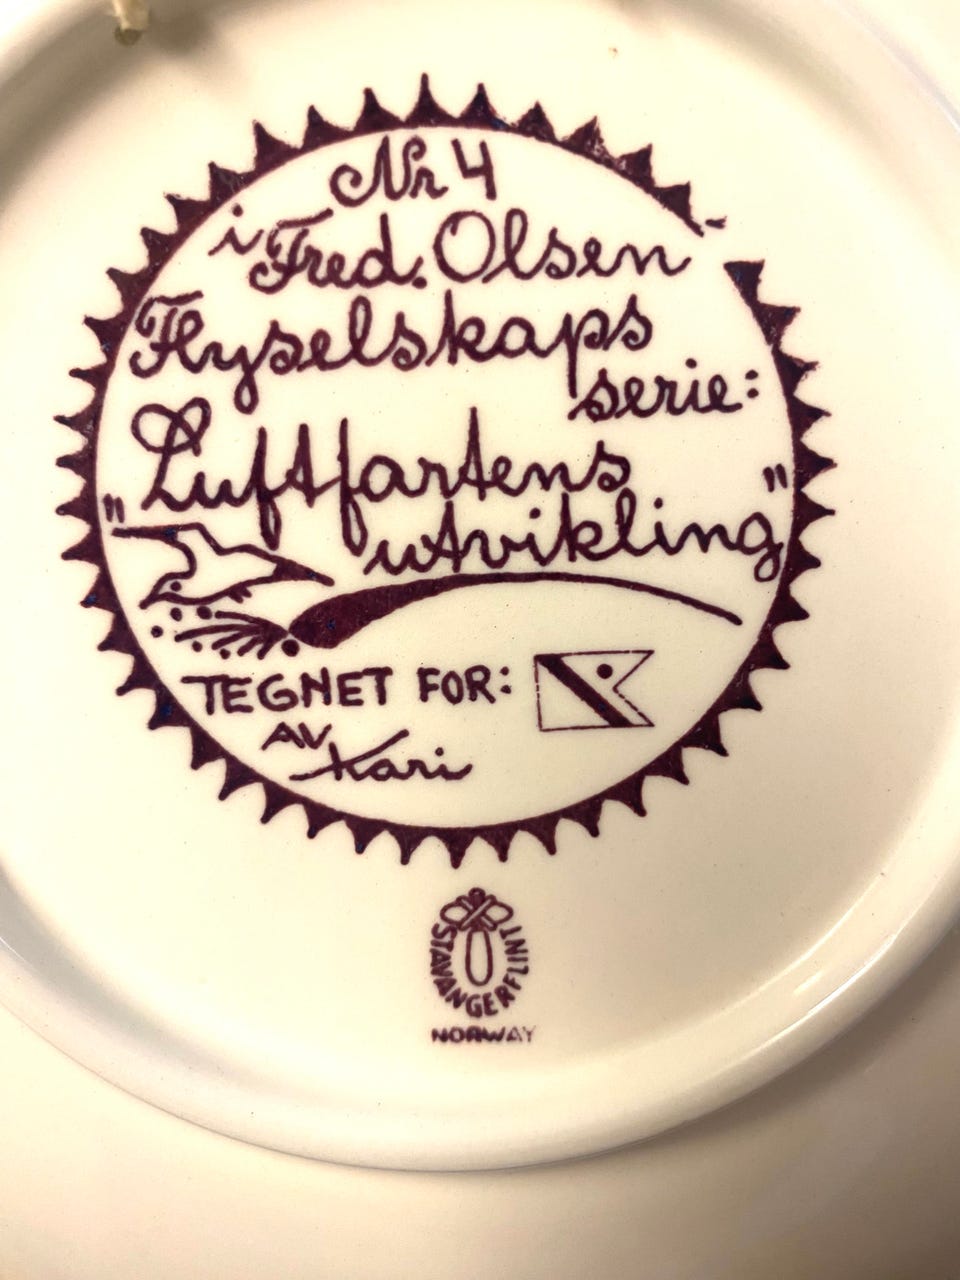 Nr 4
i Fred. Olsen-
Flyselskaps
serie:
"Luftfartens
utvikling"
TEGNET FOR:
AV
Kari
STAVANGERFLINT
NORWAY